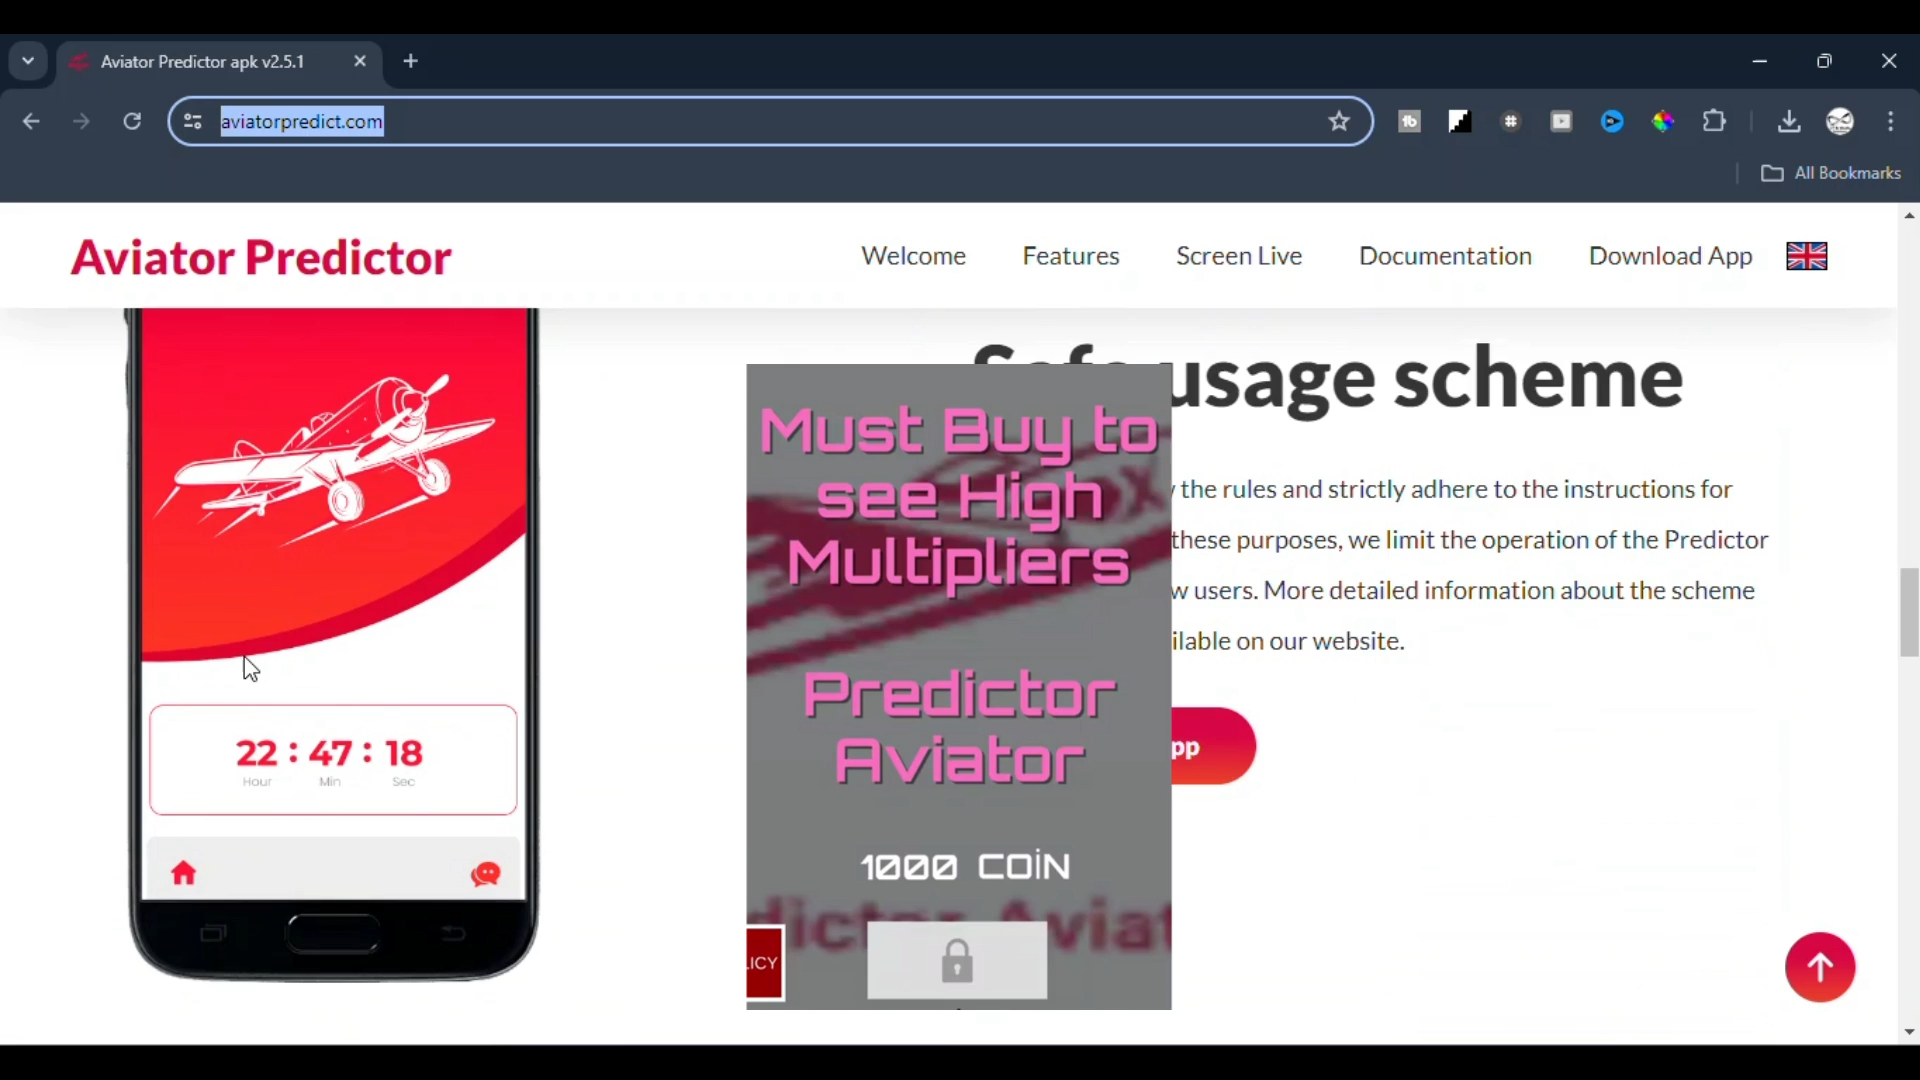 Aviator Predictor apk v2.5.1
aviatorpredict.com
All Bookmarks
Aviator Predictor
Welcome
Features
Screen Live
Documentation
Download App
usage scheme
the rules and strictly adhere to the instructions for
these purposes, we limit the operation of the Predictor
w users. More detailed information about the scheme
ilable on our website.
pp
Must Buy to
see High
Multipliers
Predictor
Aviator
1000 COİN
LICY
22 : 47 : 18
Hour Min Sec